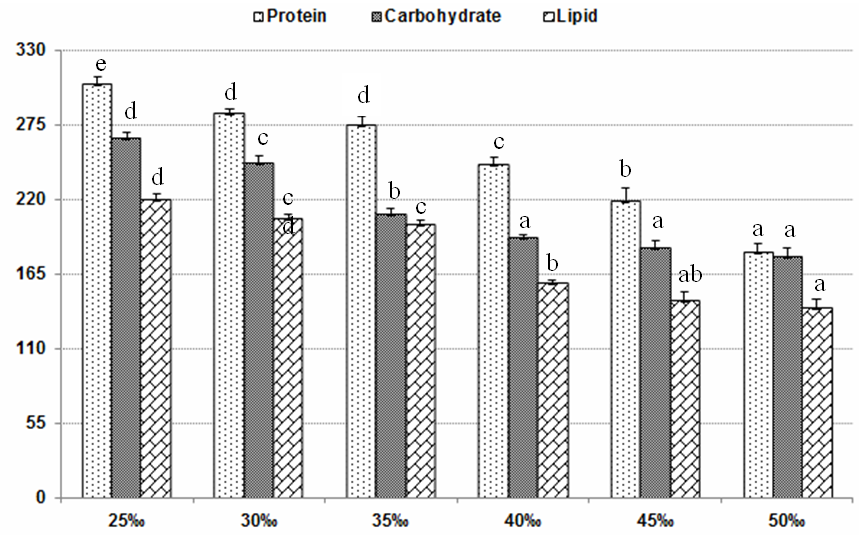 Protein Carbohydrate Lipid
330
275
220
165
110
55
0
e
d
d
d
c
c
d
d
b
c
c
a
b
b
a
ab
a
a
a
25‰ 30‰ 35‰ 40‰ 45‰ 50‰